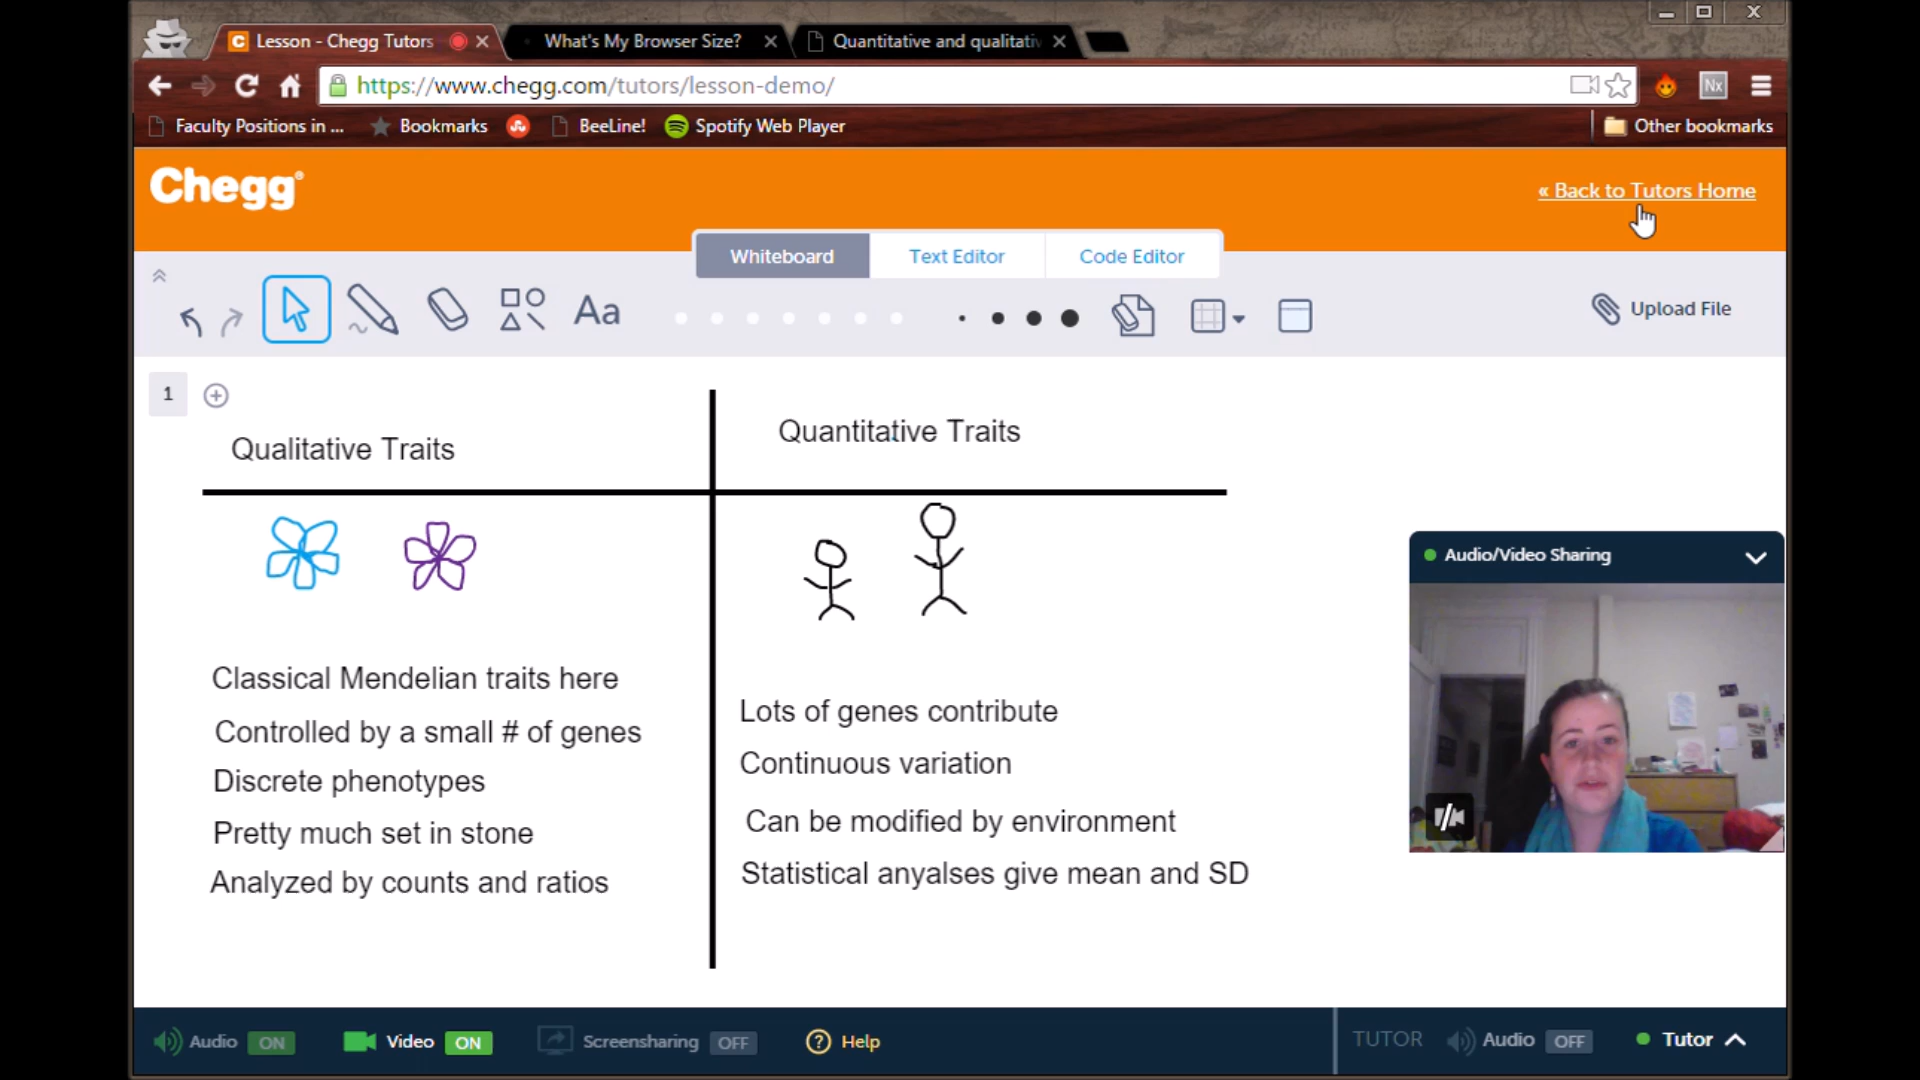 Lesson - Chegg Tutors
What's My Browser Size?
Quantitative and qualitativ
https://www.chegg.com/tutors/lesson-demo/
Nx
Faculty Positions in ...
Bookmarks
BeeLine!
Spotify Web Player
Other bookmarks
Chegg®
« Back to Tutors Home
Whiteboard
Text Editor
Code Editor
Aa
Upload File
1
Qualitative Traits
Quantitative Traits
Classical Mendelian traits here
Controlled by a small # of genes
Discrete phenotypes
Pretty much set in stone
Analyzed by counts and ratios
Lots of genes contribute
Continuous variation
Can be modified by environment
Statistical anyalses give mean and SD
Audio/Video Sharing
Audio ON
Video ON
Screensharing OFF
? Help
TUTOR
Audio OFF
Tutor